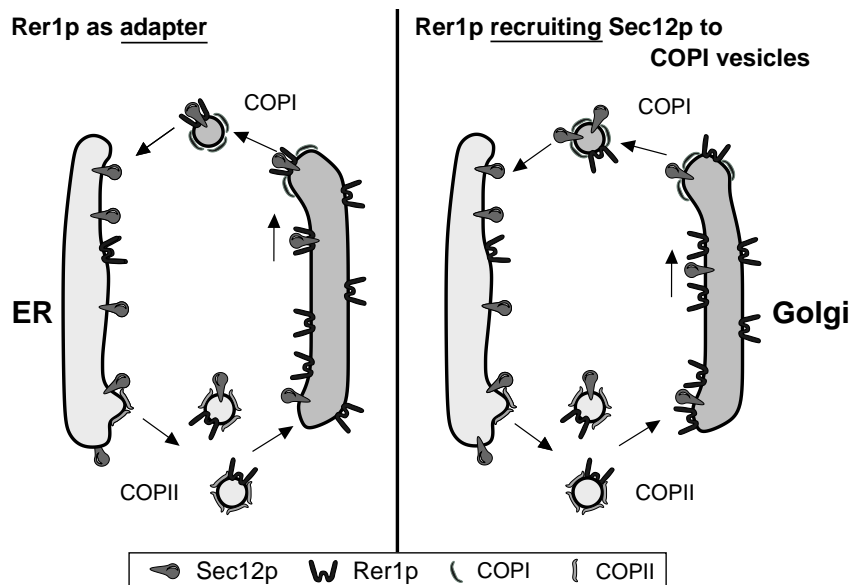 Rer1p as adapter
COPI
ER
COPII
Rer1p recruiting Sec12p to
COPI vesicles
COPI
Golgi
COPII
Sec12p Rer1p COPI COPII